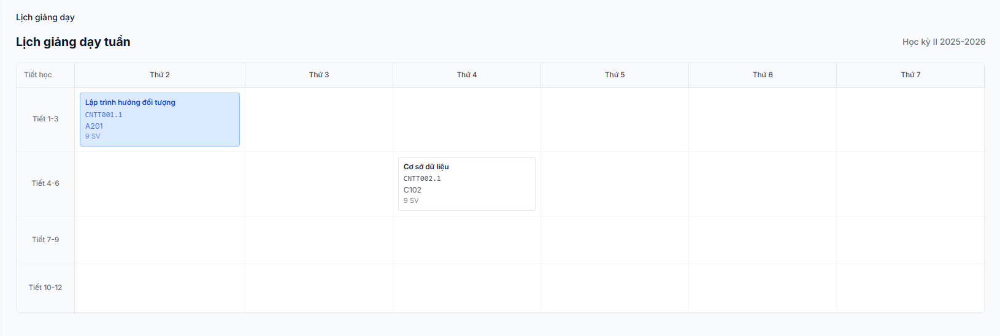 Lịch giảng dạy
Lịch giảng dạy tuần
Học kỳ II 2025-2026
Tiết học Thứ 2 Thứ 3 Thứ 4 Thứ 5 Thứ 6 Thứ 7
Tiết 1-3
Lập trình hướng đối tượng
CNTT001.1
A201
9 SV
Tiết 4-6
Cơ sở dữ liệu
CNTT002.1
C102
9 SV
Tiết 7-9
Tiết 10-12